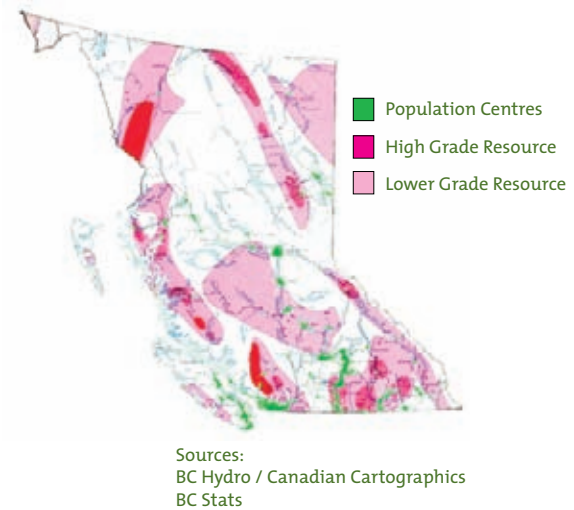 Population Centres
High Grade Resource
Lower Grade Resource
Sources:
BC Hydro / Canadian Cartographics
BC Stats